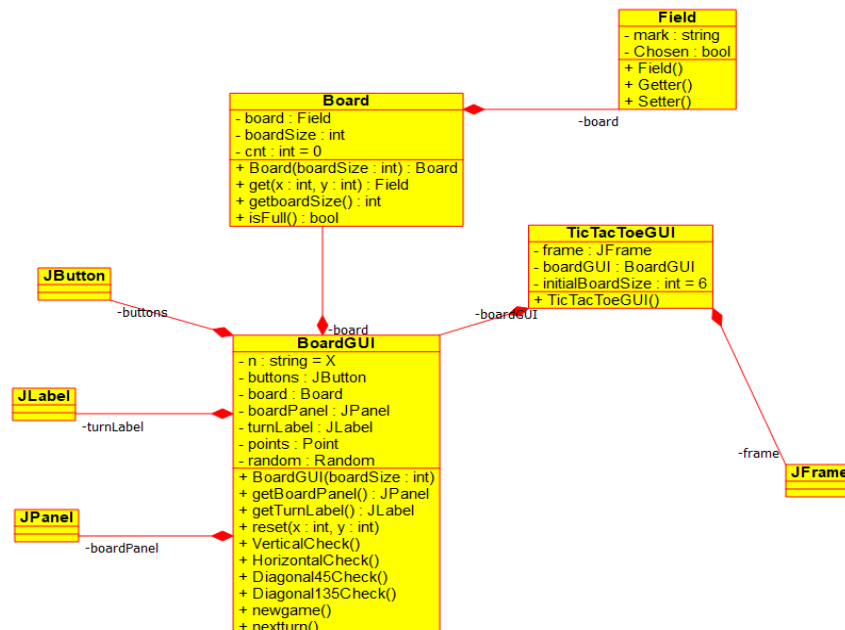 Field
- mark : string
- Chosen : bool
+ Field()
+ Getter()
+ Setter()
-board
Board
- board : Field
- boardSize : int
- cnt : int = 0
+ Board(boardSize : int) : Board
+ get(x : int, y : int) : Field
+ getboardSize() : int
+ isFull() : bool
TicTacToeGUI
- frame : JFrame
- boardGUI : BoardGUI
- initialBoardSize : int = 6
+ TicTacToeGUI()
JButton
-buttons
-board
-boardGUI
BoardGUI
- n : string = X
- buttons : JButton
- board : Board
- boardPanel : JPanel
- turnLabel : JLabel
- points : Point
- random : Random
+ BoardGUI(boardSize : int)
+ getBoardPanel() : JPanel
+ getTurnLabel() : JLabel
+ reset(x : int, y : int)
+ VerticalCheck()
+ HorizontalCheck()
+ Diagonal45Check()
+ Diagonal135Check()
+ newgame()
+ nextturn()
JLabel
-turnLabel
-frame
JFrame
JPanel
-boardPanel